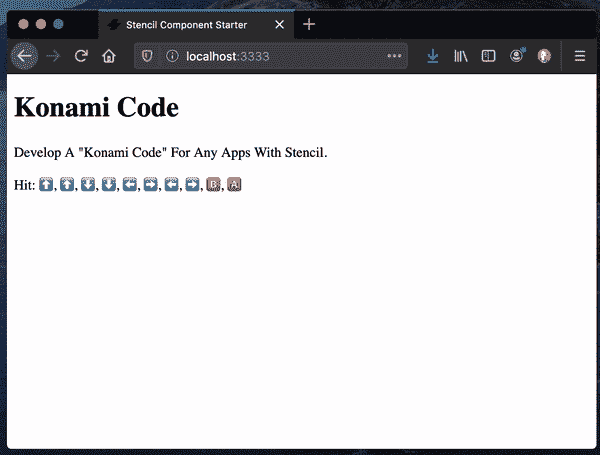 Stencil Component Starter
localhost:3333
Konami Code
Develop A "Konami Code" For Any Apps With Stencil.
Hit: ⬆️, ⬆️, ⬇️, ⬇️, ⬅️, ➡️, ⬅️, ➡️, 🅱️, 🅰️